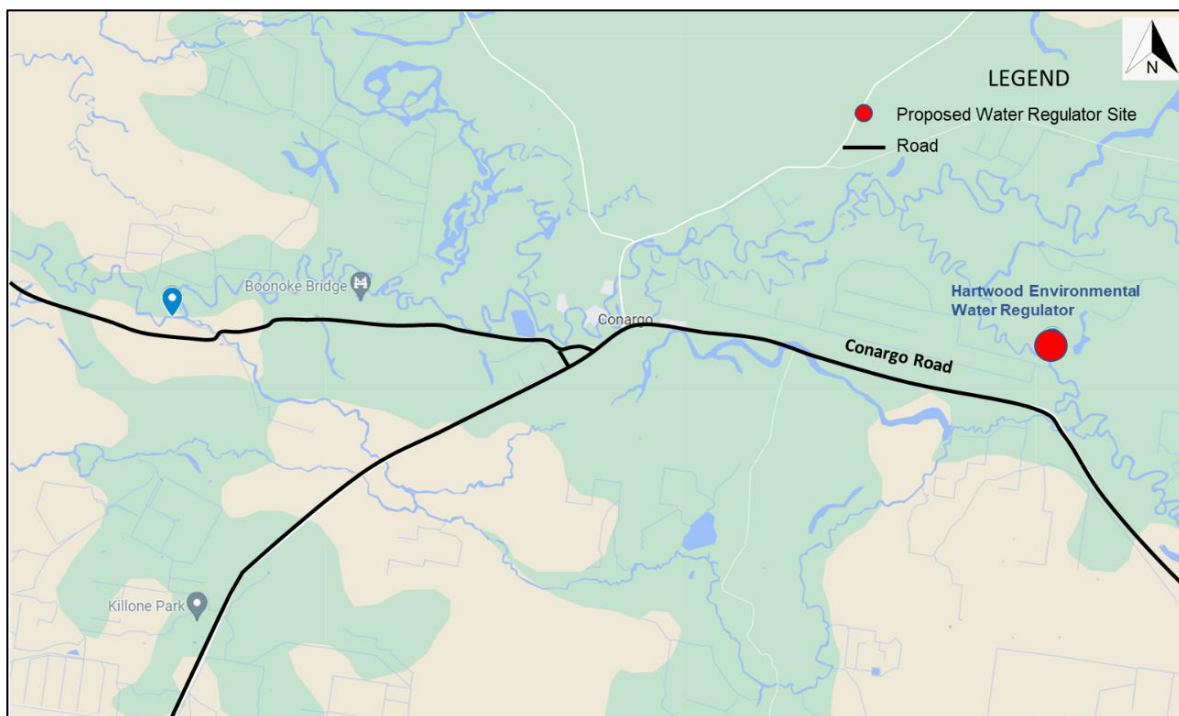 N
LEGEND
Proposed Water Regulator Site
Road
Boonoke Bridge
Hartwood Environmental
Water Regulator
Conargo
Conargo Road
Killone Park